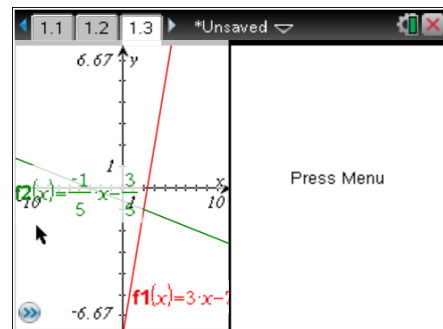 1.1 1.2 1.3 *Unsaved
6.67 y
1
x
f2(x)=-1/5·x-3/5
10
1
10
Press Menu
f1(x)=3·x-
-6.67